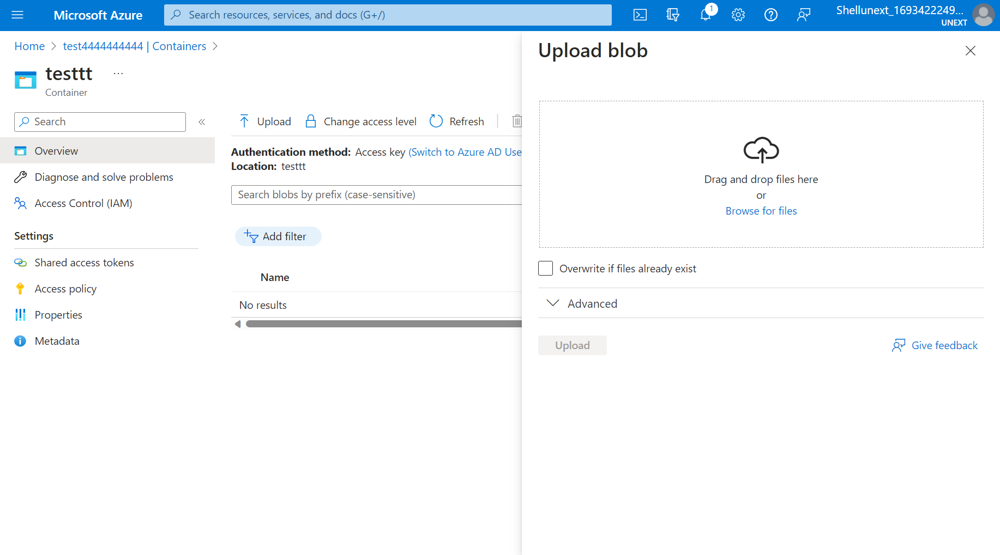 Microsoft Azure
Search resources, services, and docs (G+/)
1
Shellunext_1693422249...
UNEXT
Home > test4444444444 | Containers >
testtt ...
Container
Search
«
Overview
Diagnose and solve problems
Access Control (IAM)
Settings
Shared access tokens
Access policy
Properties
Metadata
Upload
Change access level
Refresh
Authentication method: Access key (Switch to Azure AD Use
Location: testtt
Search blobs by prefix (case-sensitive)
Add filter
Name
No results
Upload blob
Drag and drop files here
or
Browse for files
Overwrite if files already exist
Advanced
Upload
Give feedback